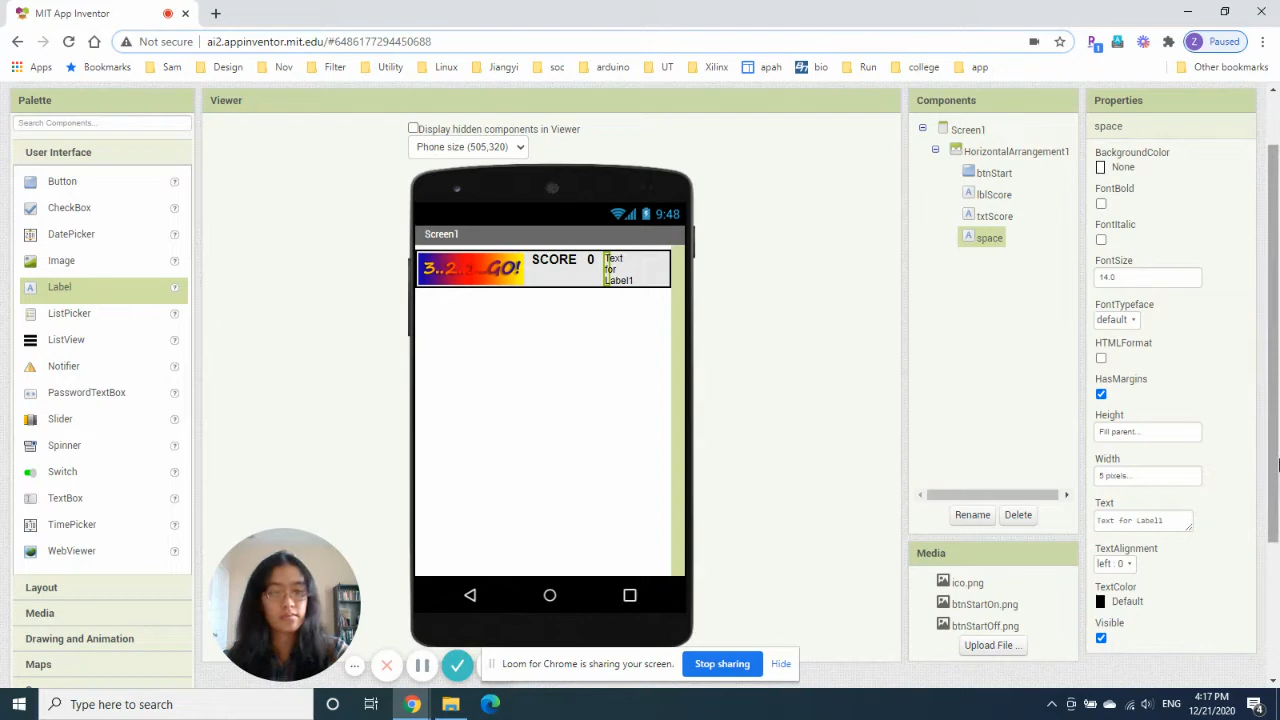 MIT App Inventor
Not secure ai2.appinventor.mit.edu/#6486177294450688
Z Paused
Apps Bookmarks Sam Design Nov Filter Utility Linux Jiangyi soc arduino UT Xilinx apah bio Run college app Other bookmarks
Palette
Search Components...
User Interface
Button
CheckBox
DatePicker
Image
Label
ListPicker
ListView
Notifier
PasswordTextBox
Slider
Spinner
Switch
TextBox
TimePicker
WebViewer
Layout
Media
Drawing and Animation
Maps
Viewer
Display hidden components in Viewer
Phone size (505,320)
9:48
Screen1
SCORE 0
Text
for
Label1
Components
Screen1
HorizontalArrangement1
btnStart
lblScore
txtScore
space
Rename Delete
Media
ico.png
btnStartOn.png
btnStartOff.png
Upload File ...
Properties
space
BackgroundColor
None
FontBold
FontItalic
FontSize
14.0
FontTypeface
default
HTMLFormat
HasMargins
Height
Fill parent...
Width
5 pixels...
Text
Text for Label1
TextAlignment
left : 0
TextColor
Default
Visible
Loom for Chrome is sharing your screen. Stop sharing Hide
Type here to search
ENG
4:17 PM
12/21/2020
4